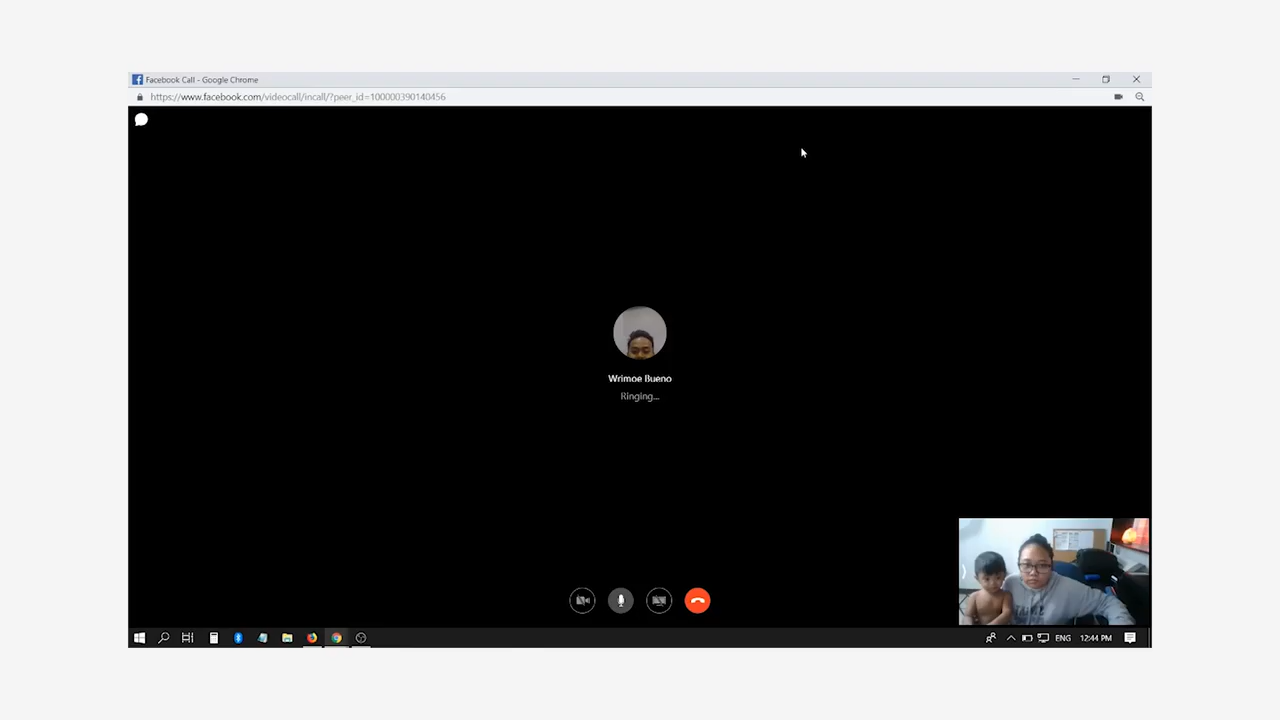 Facebook Call - Google Chrome
https://www.facebook.com/videocall/incall/?peer_id=100000390140456
Wrimoe Bueno
Ringing...
ENG
12:44 PM